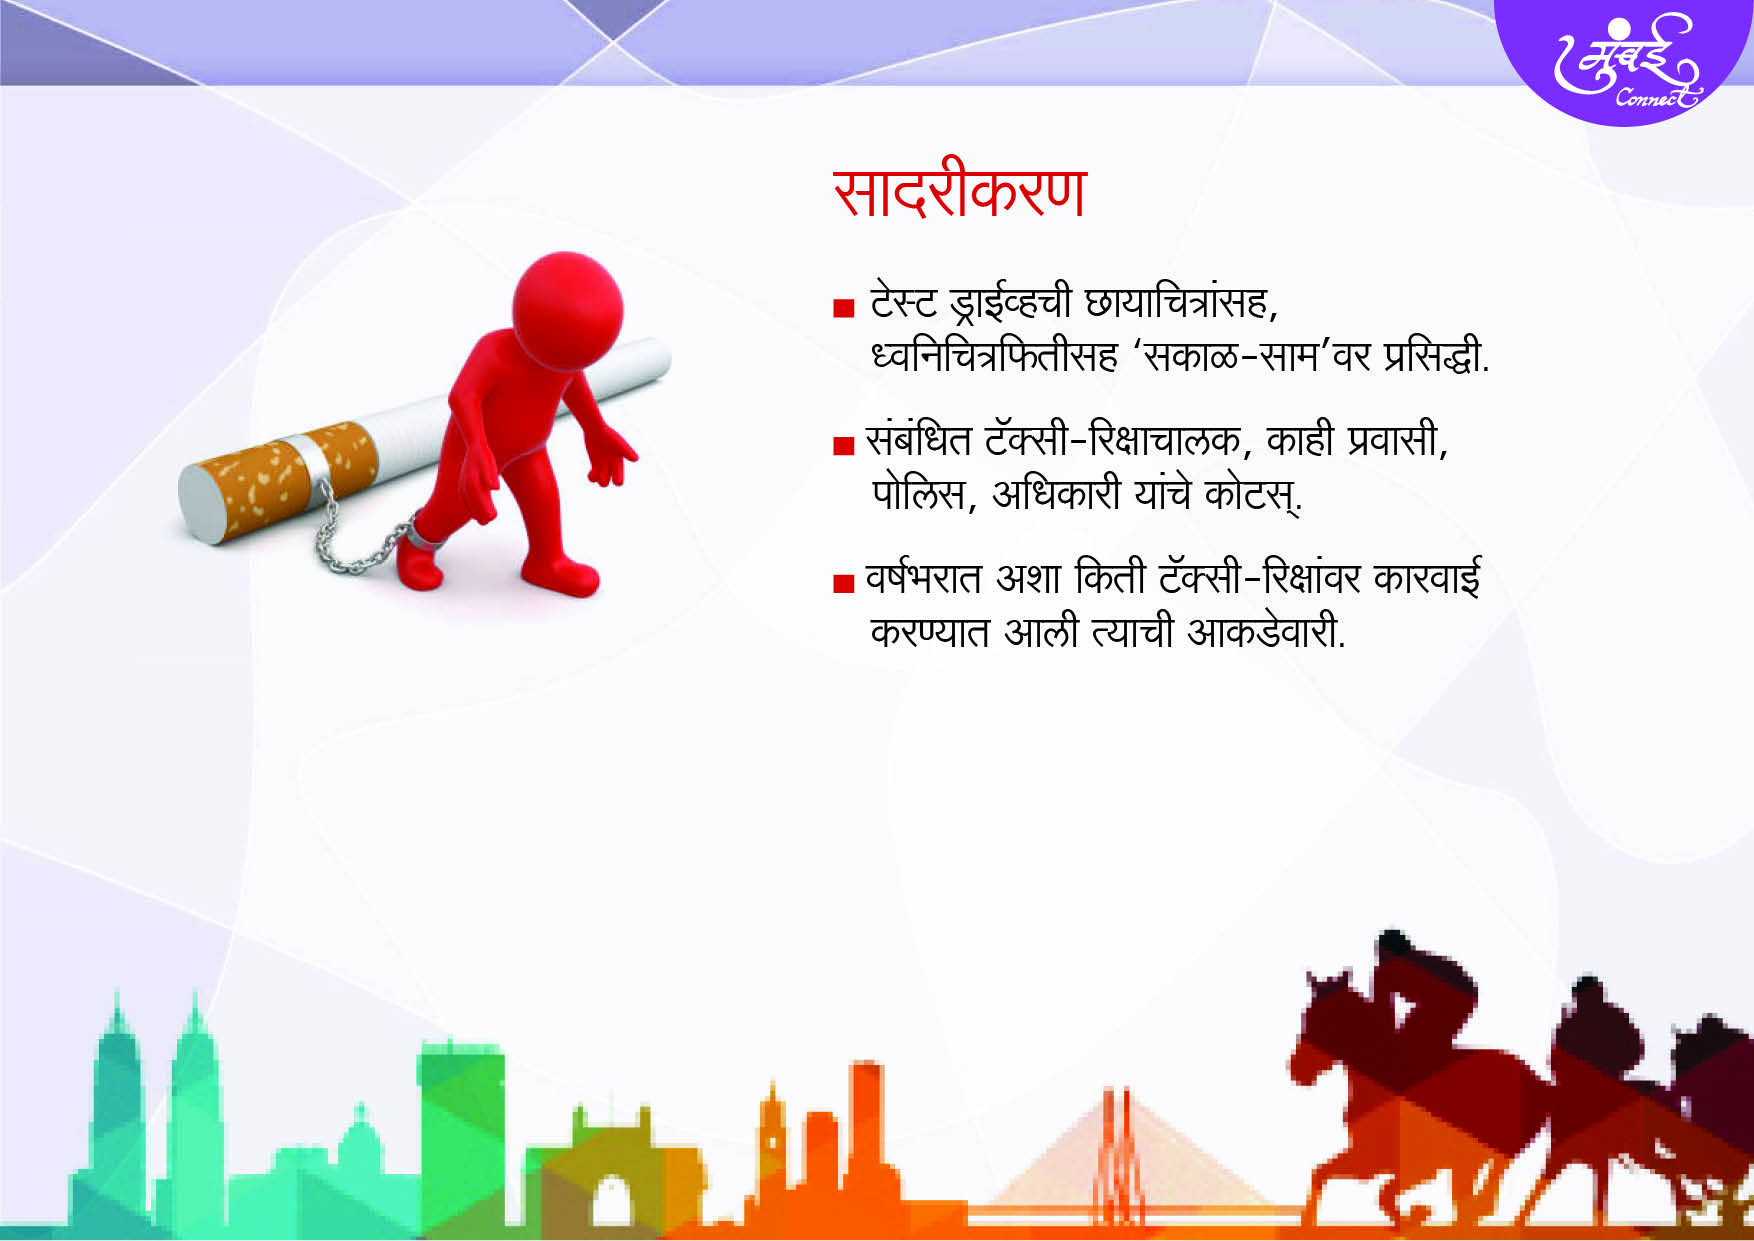 मुंबई
Connect
सादरीकरण
टेस्ट ड्राईव्हची छायाचित्रांसह,
ध्वनिचित्रफितीसह ‘सकाळ-साम’वर प्रसिद्धी.
संबंधित टॅक्सी-रिक्षाचालक, काही प्रवासी,
पोलिस, अधिकारी यांचे कोटस्.
वर्षभरात अशा किती टॅक्सी-रिक्षांवर कारवाई
करण्यात आली त्याची आकडेवारी.